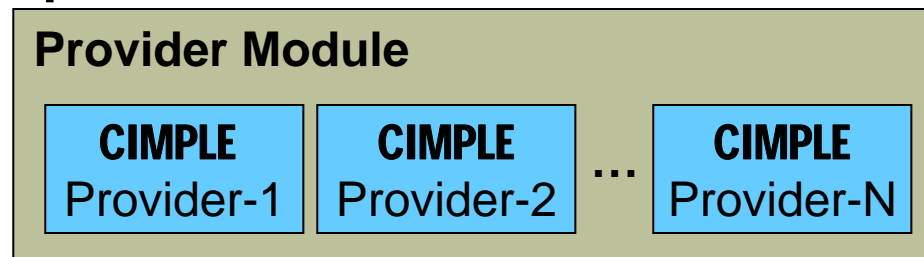 Provider Module
CIMPLE
Provider-1
CIMPLE
Provider-2
...
CIMPLE
Provider-N